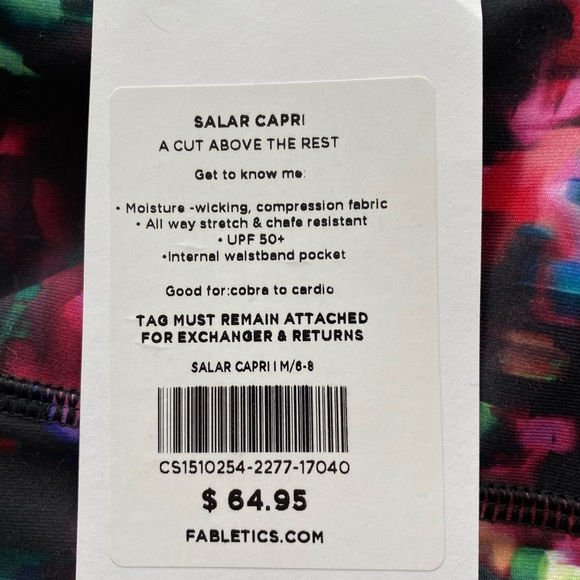 SALAR CAPRI
A CUT ABOVE THE REST
Get to know me:
• Moisture -wicking, compression fabric
• All way stretch & chafe resistant
• UPF 50+
•Internal waistband pocket
Good for:cobra to cardio
TAG MUST REMAIN ATTACHED
FOR EXCHANGER & RETURNS
SALAR CAPRI I M/6-8
CS1510254-2277-17040
$ 64.95
FABLETICS.COM